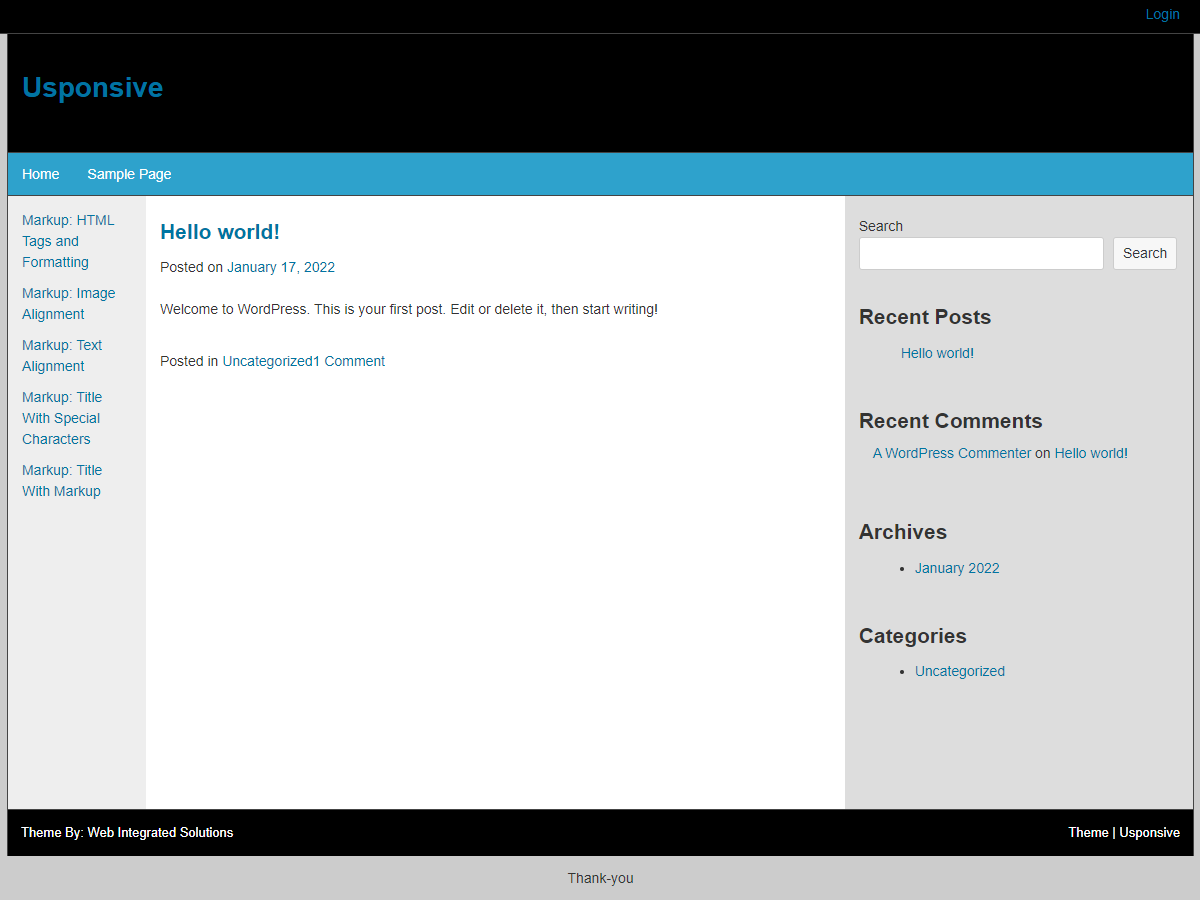 Login
Usponsive
Home Sample Page
Markup: HTML
Tags and
Formatting
Markup: Image
Alignment
Markup: Text
Alignment
Markup: Title
With Special
Characters
Markup: Title
With Markup
Hello world!
Posted on January 17, 2022
Welcome to WordPress. This is your first post. Edit or delete it, then start writing!
Posted in Uncategorized1 Comment
Search
Search
Recent Posts
Hello world!
Recent Comments
A WordPress Commenter on Hello world!
Archives
• January 2022
Categories
• Uncategorized
Theme By: Web Integrated Solutions
Theme | Usponsive
Thank-you